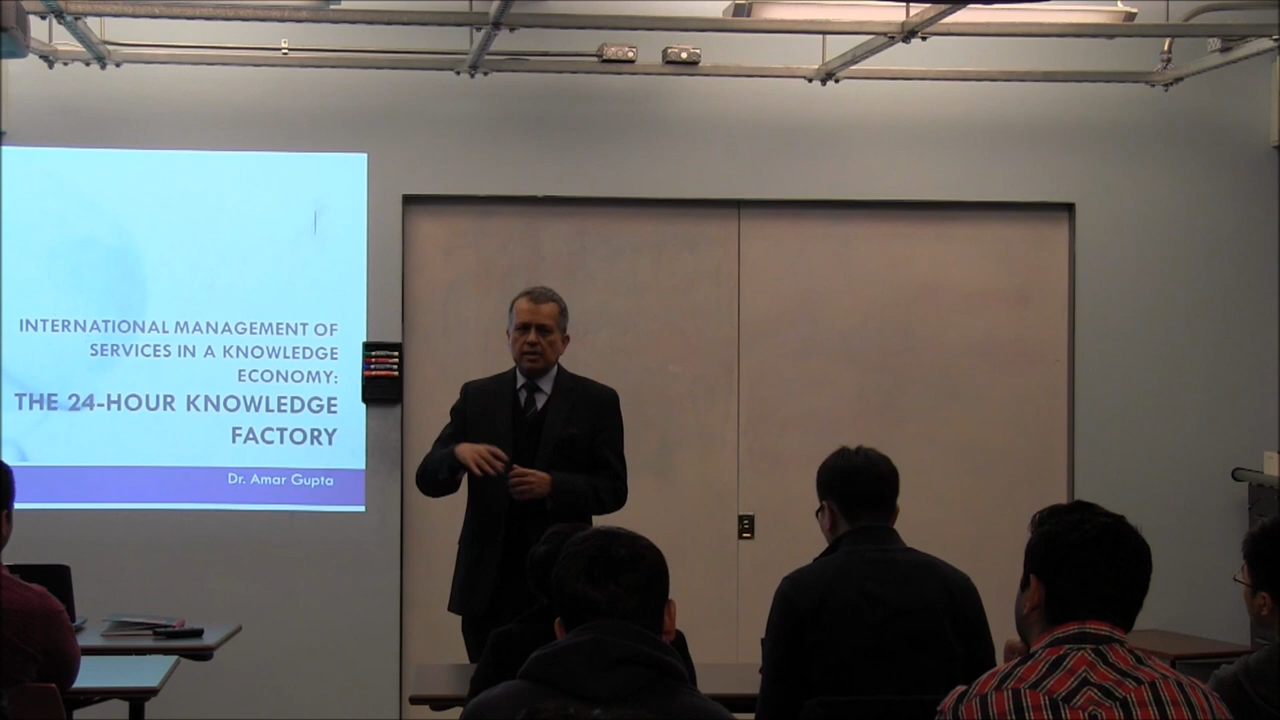 INTERNATIONAL MANAGEMENT OF
SERVICES IN A KNOWLEDGE
ECONOMY:
THE 24-HOUR KNOWLEDGE
FACTORY
Dr. Amar Gupta